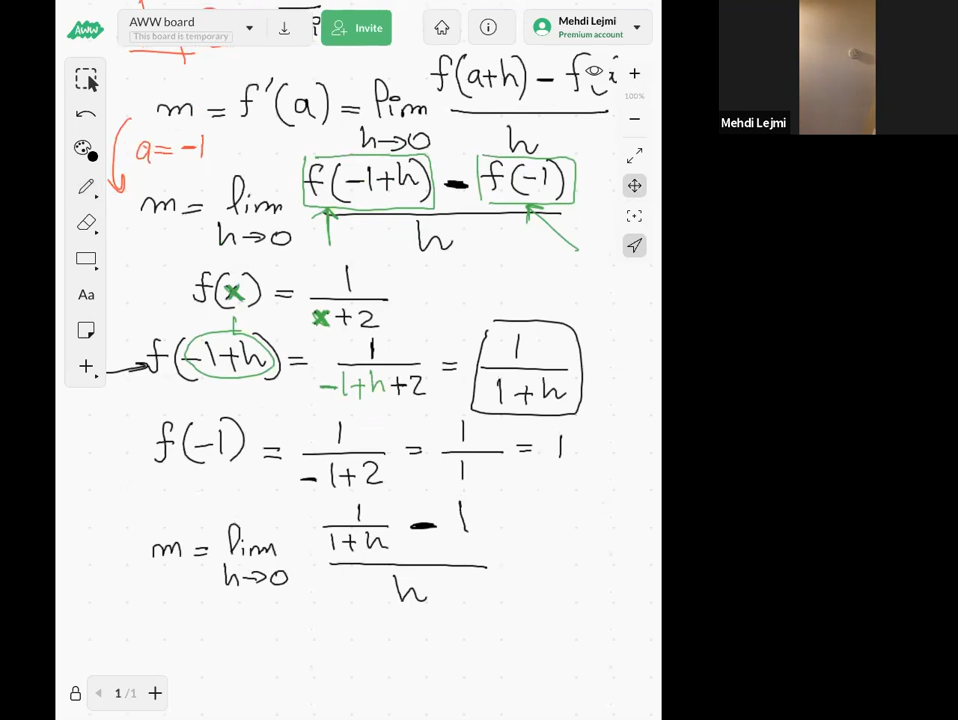 AWW board
This board is temporary
Invite
Mehdi Lejmi
Premium account
m = f'(a) = lim h→0 f(a+h) - f / h
100%
Mehdi Lejmi
a = -1
m = lim h→0 f(-1+h) - f(-1) / h
f(x) = 1 / x+2
Aa
f(-1+h) = 1 / -1+h+2 = 1 / 1+h
f(-1) = 1 / -1+2 = 1 / 1 = 1
m = lim h→0 1 / 1+h - 1 / h
1/1